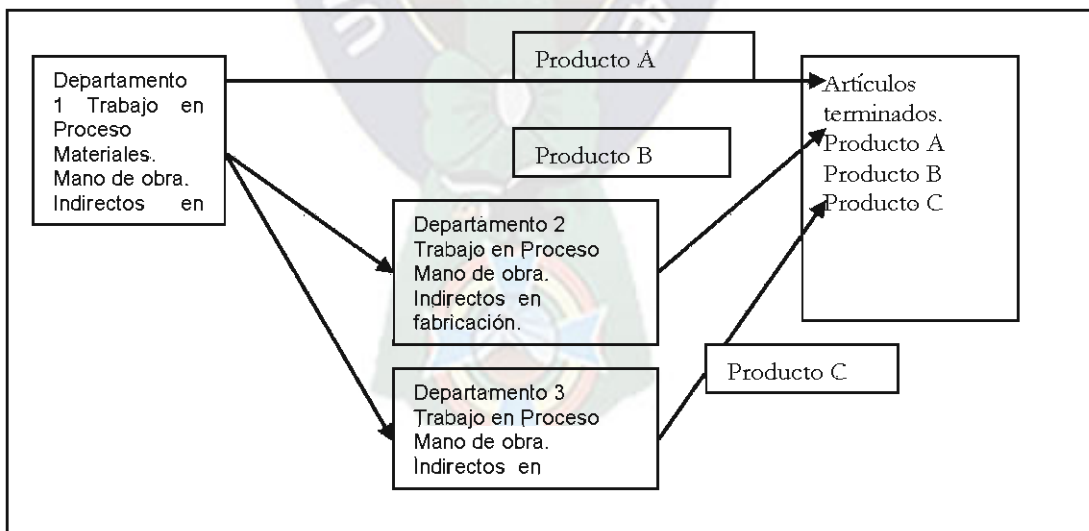 Departamento
1 Trabajo en
Proceso
Materiales.
Mano de obra.
Indirectos en
Producto A
Producto B
Departamento 2
Trabajo en Proceso
Mano de obra.
Indirectos en
fabricación.
Departamento 3
Trabajo en Proceso
Mano de obra.
Indirectos en
Producto C
Artículos
terminados.
Producto A
Producto B
Producto C